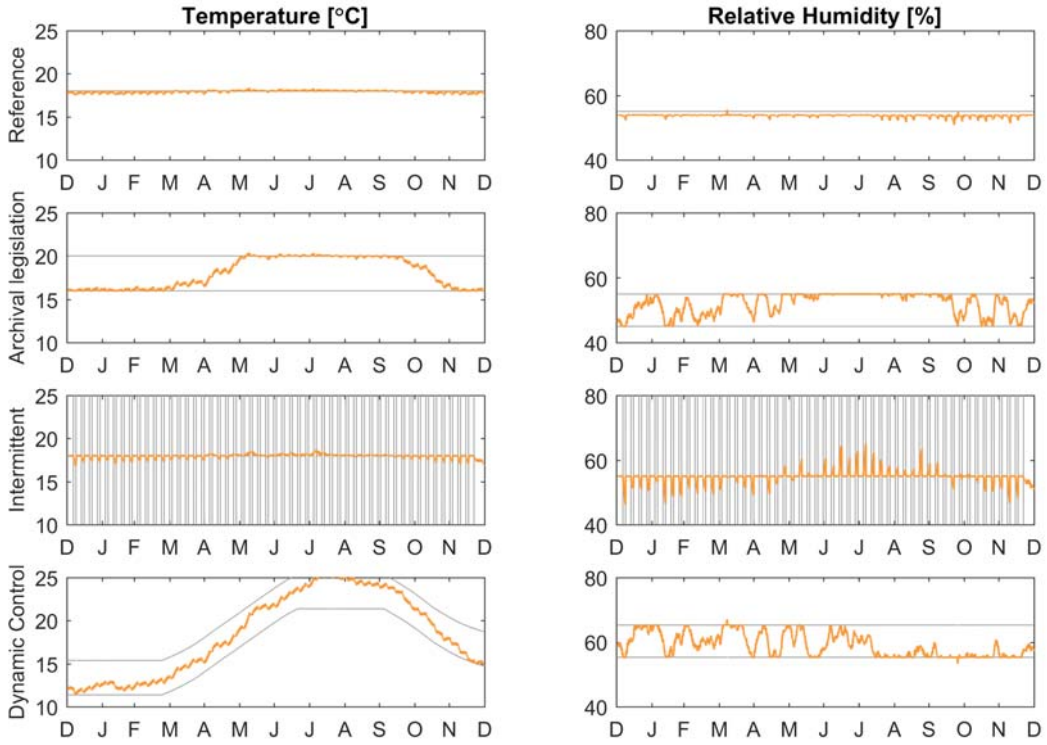 Temperature [°C] Relative Humidity [%]
Reference
25
20
15
10
D J F M A M J J A S O N D
80
60
40
D J F M A M J J A S O N D
Archival legislation
25
20
15
10
D J F M A M J J A S O N D
80
60
40
D J F M A M J J A S O N D
Intermittent
25
20
15
10
D J F M A M J J A S O N D
80
60
40
D J F M A M J J A S O N D
Dynamic Control
25
20
15
10
D J F M A M J J A S O N D
80
60
40
D J F M A M J J A S O N D